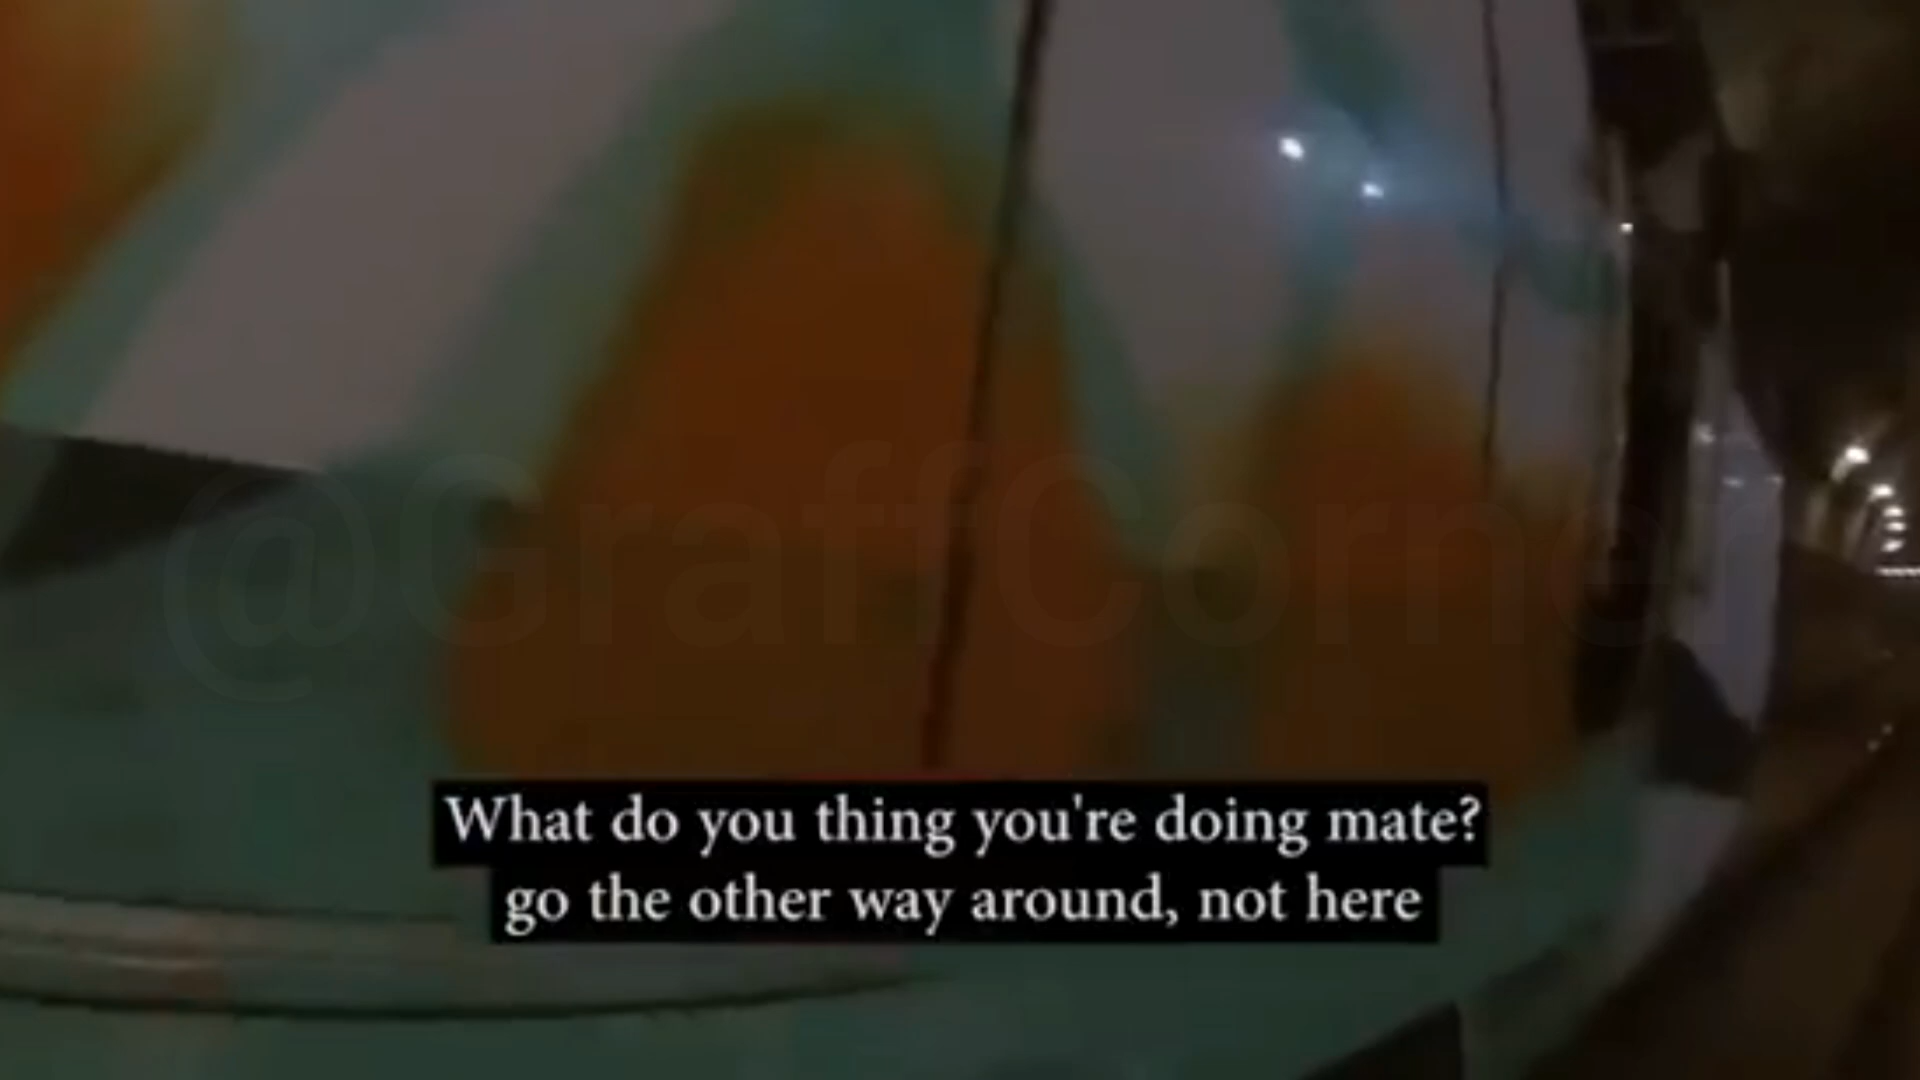 @GraffCorner
What do you thing you're doing mate?
go the other way around, not here